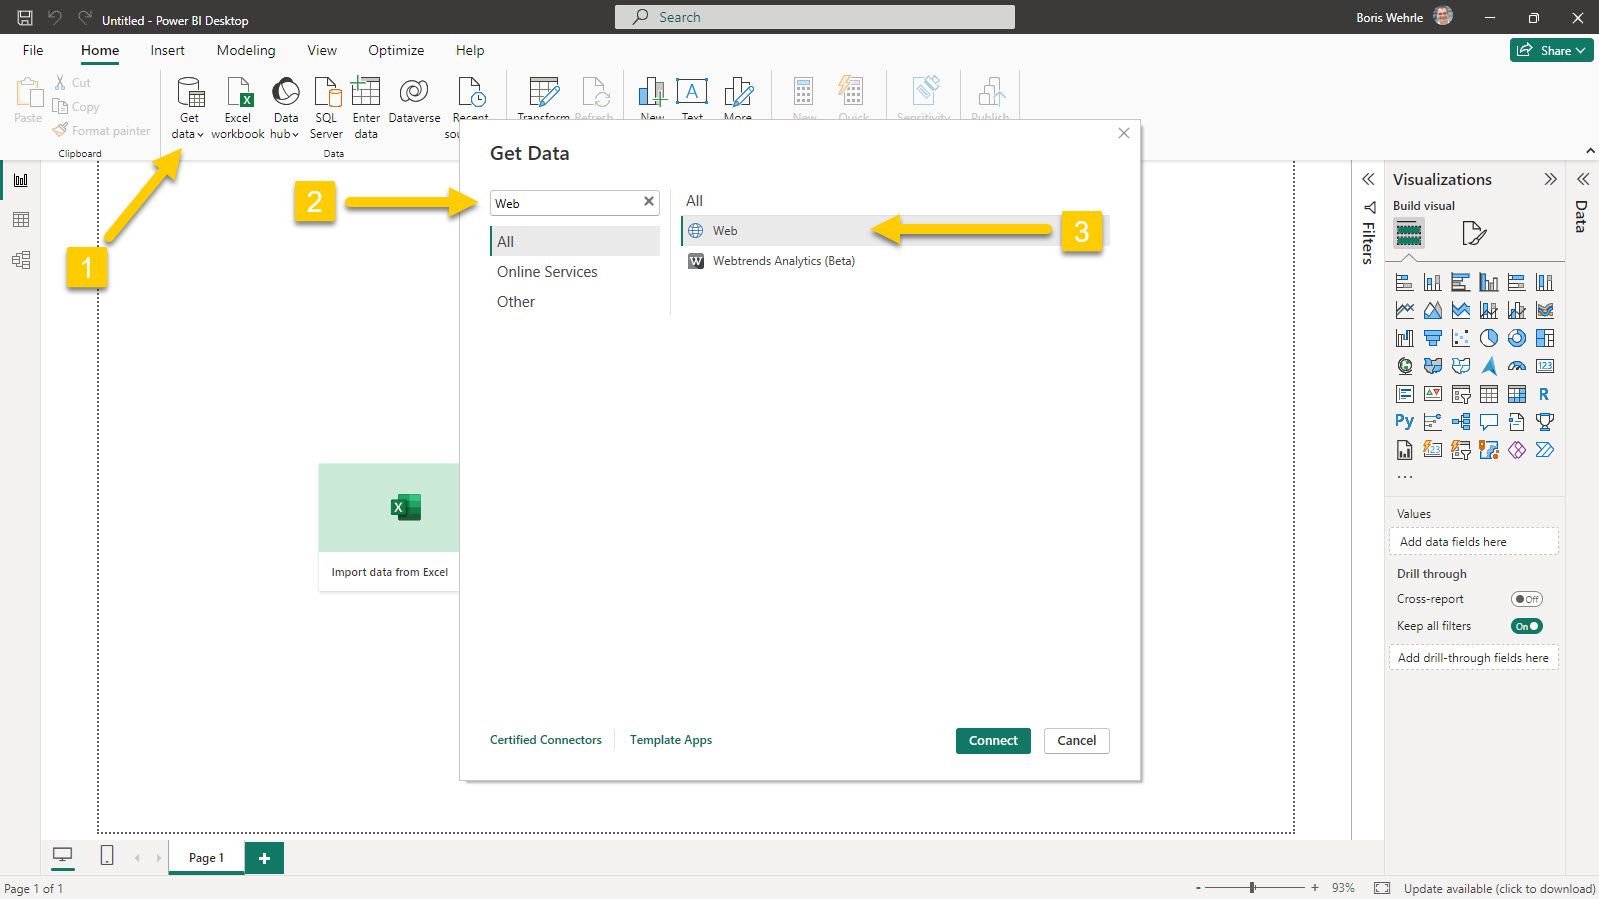 Untitled - Power BI Desktop
Search
Boris Wehrle
File
Home
Insert
Modeling
View
Optimize
Help
Share
Paste
Cut
Copy
Format painter
Clipboard
Get data
Excel workbook
Data hub
SQL Server
Enter data
Dataverse
Recent
Data
Transform
Refresh
New
Text
More
New
Quick
Sensitivity
Publish
1
2
3
Get Data
Web
All
Online Services
Other
All
Web
Webtrends Analytics (Beta)
Certified Connectors
Template Apps
Connect
Cancel
Import data from Excel
Filters
Visualizations
Build visual
123
R
Py
123
...
Values
Add data fields here
Drill through
Cross-report
Off
Keep all filters
On
Add drill-through fields here
Data
Page 1
+
Page 1 of 1
-
+
93%
Update available (click to download)